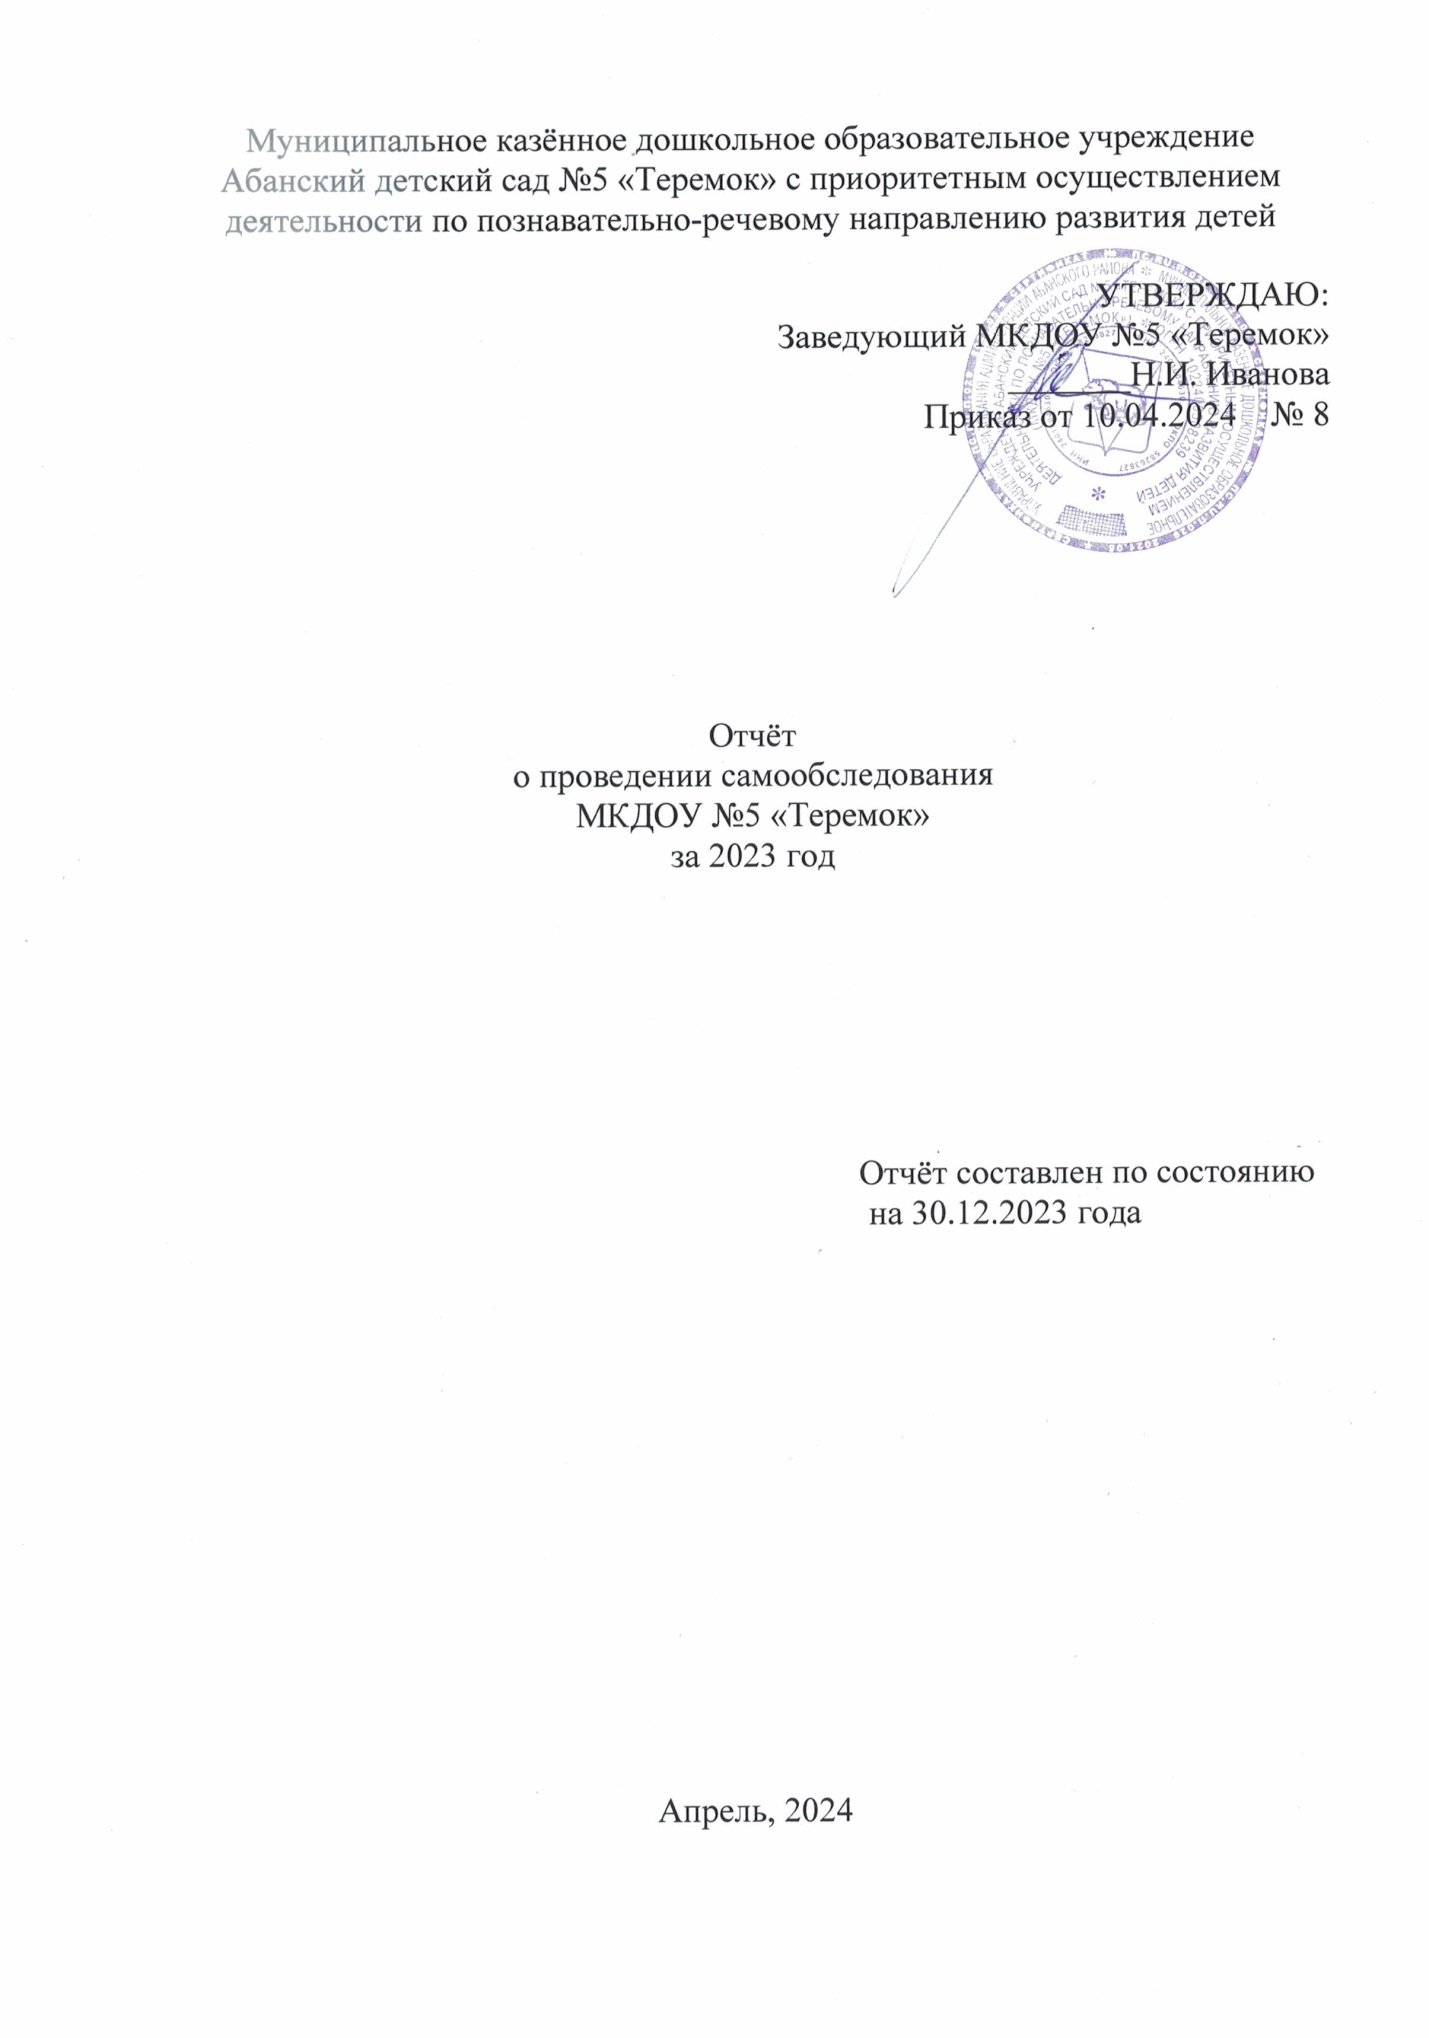 Муниципальное казённое дошкольное образовательное учреждение
Абанский детский сад №5 «Теремок» с приоритетным осуществлением
деятельности по познавательно-речевому направлению развития детей
УТВЕРЖДАЮ:
Заведующий МКДОУ №5 «Теремок»
_______Н.И. Иванова
Приказ от 10.04.2024 № 8
Отчёт
о проведении самообследования
МКДОУ №5 «Теремок»
за 2023 год
Отчёт составлен по состоянию
на 30.12.2023 года
Апрель, 2024